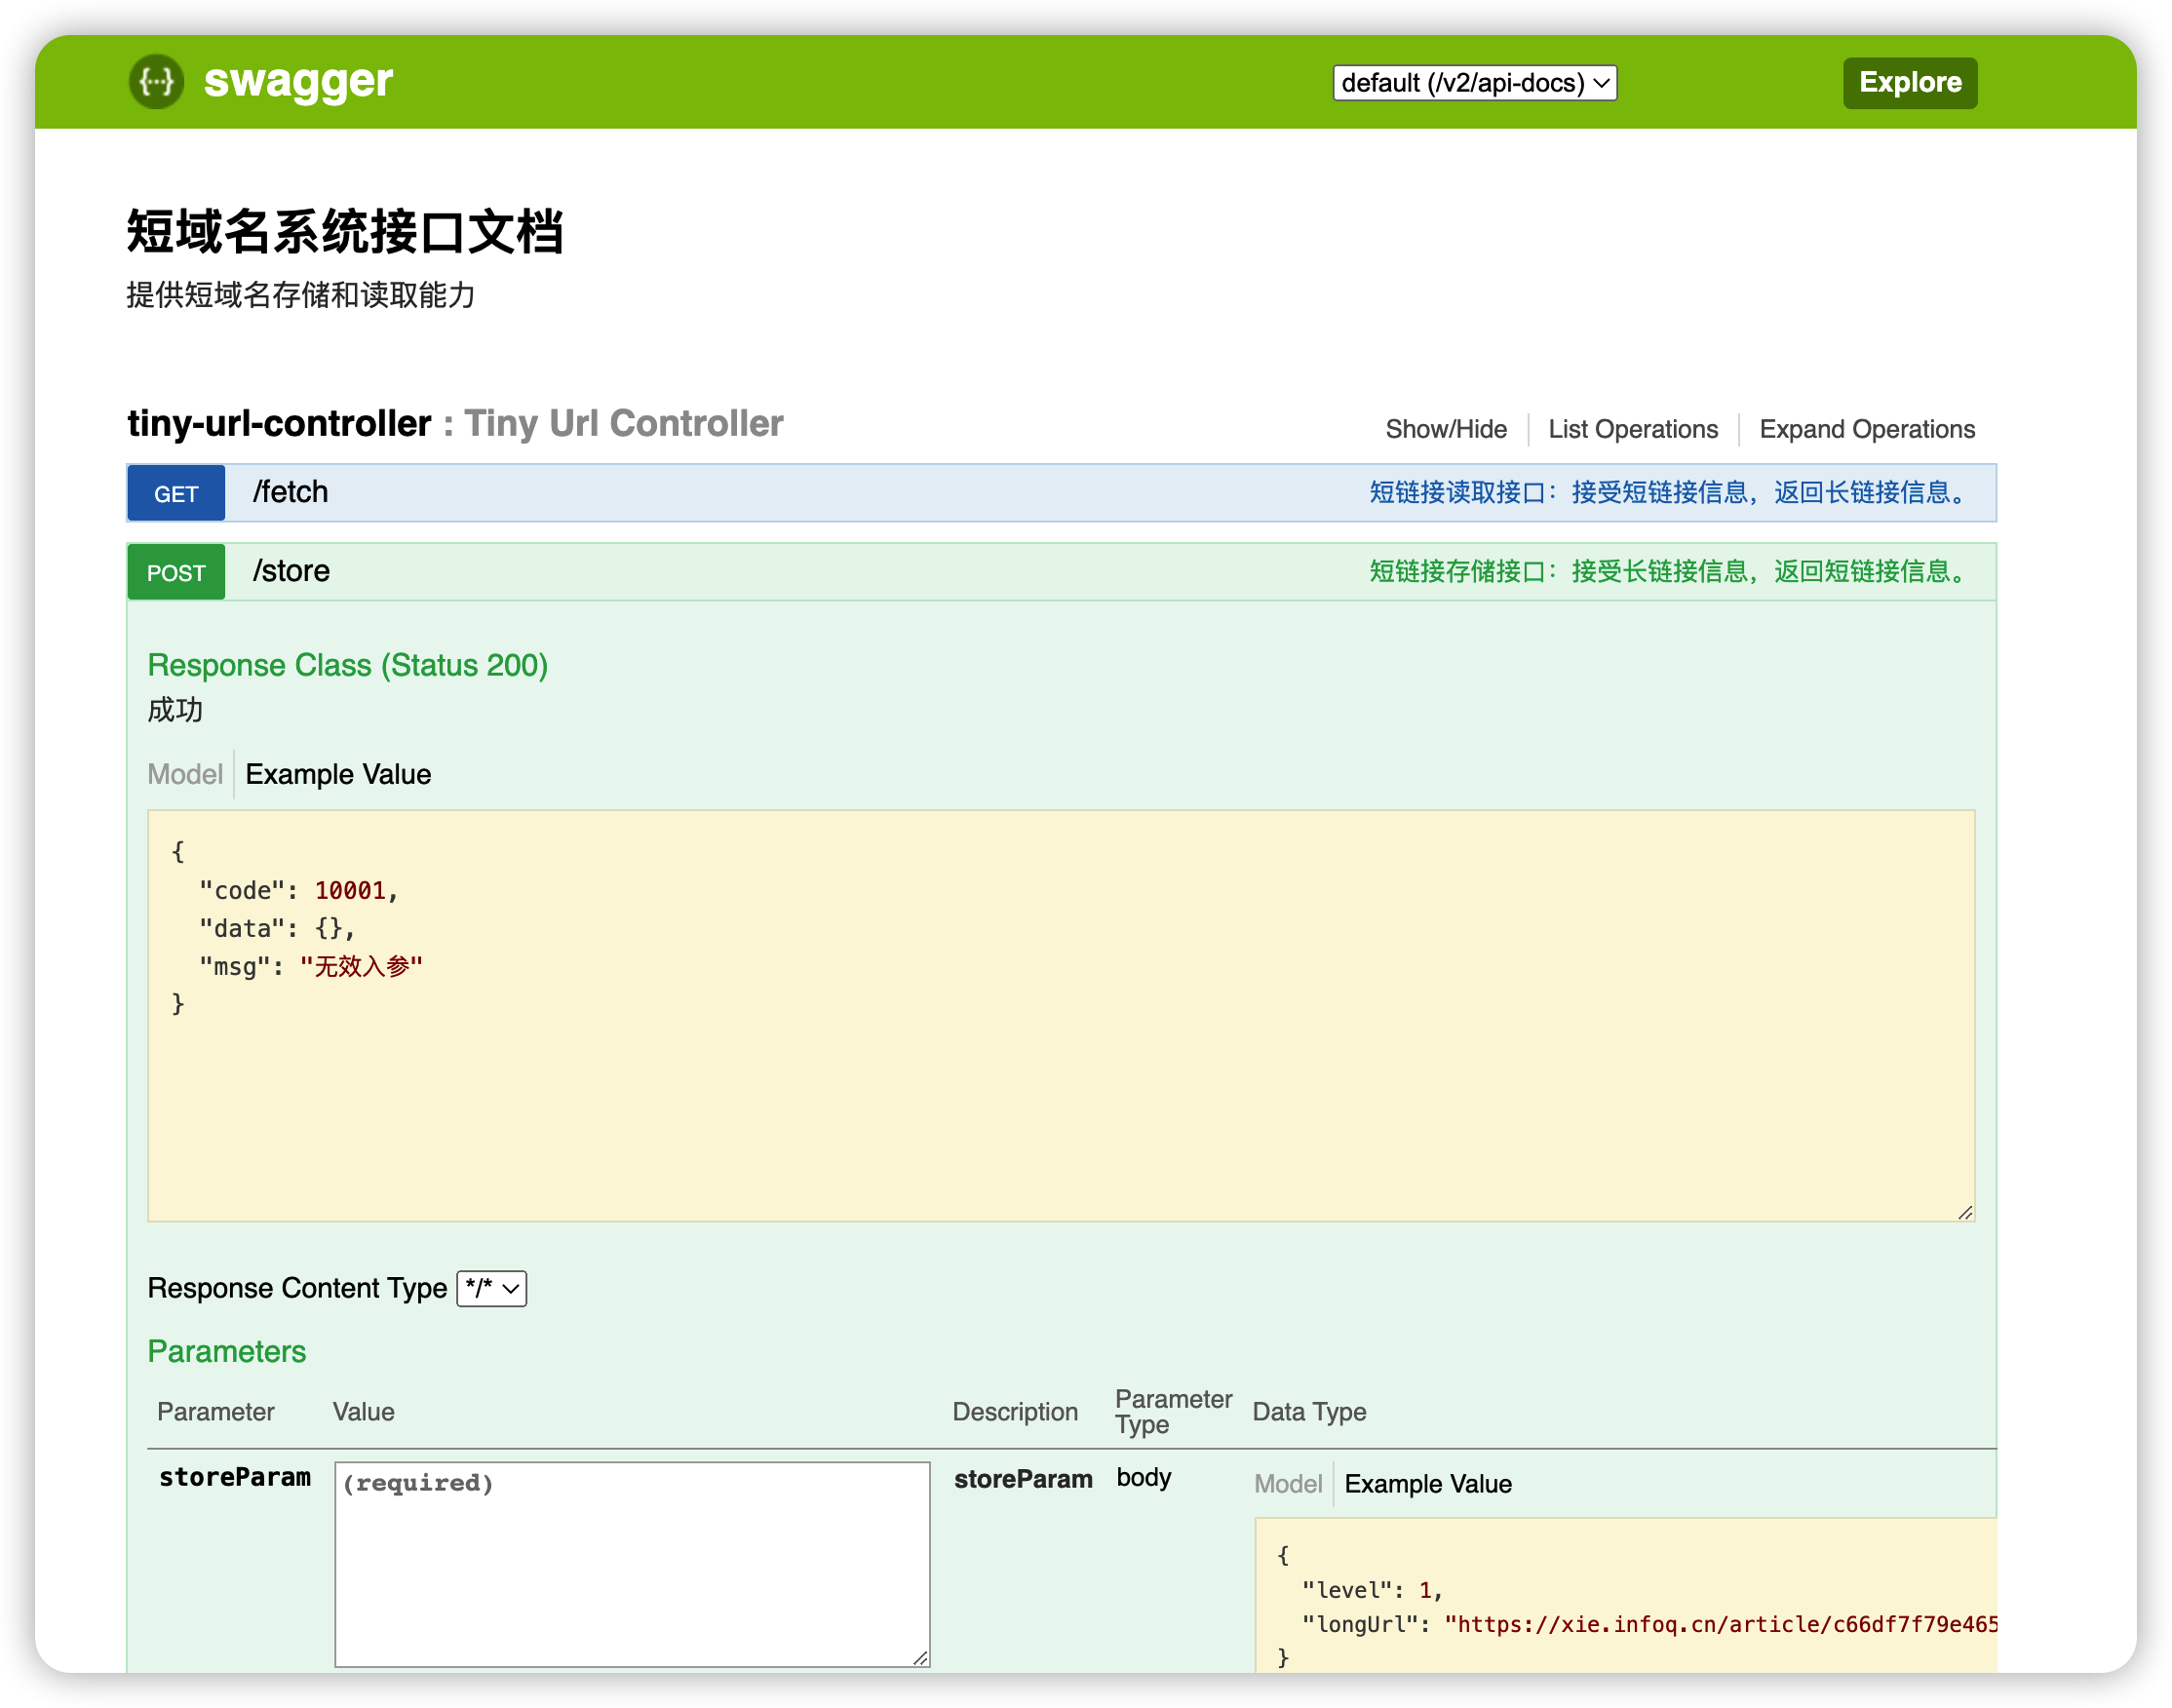 {···} swagger
default (/v2/api-docs)
Explore
短域名系统接口文档
提供短域名存储和读取能力
tiny-url-controller : Tiny Url Controller
Show/Hide
List Operations
Expand Operations
GET /fetch 短链接读取接口：接受短链接信息，返回长链接信息。
POST /store 短链接存储接口：接受长链接信息，返回短链接信息。
Response Class (Status 200)
成功
Model Example Value
{
"code": 10001,
"data": {},
"msg": "无效入参"
}
Response Content Type */*
Parameters
Parameter Value Description Parameter Type Data Type
storeParam (required) storeParam body Model Example Value
{
"level": 1,
"longUrl": "https://xie.infoq.cn/article/c66df7f79e465
}